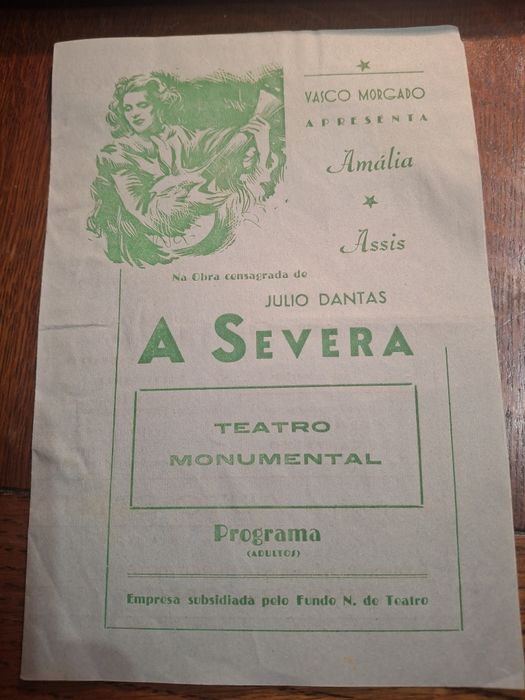 VASCO MORGADO
APRESENTA
Amália
Assis
Na Obra consagrada de
JULIO DANTAS
A SEVERA
TEATRO
MONUMENTAL
Programa
(ADULTOS)
Empresa subsidiada pelo Fundo N. de Teatro